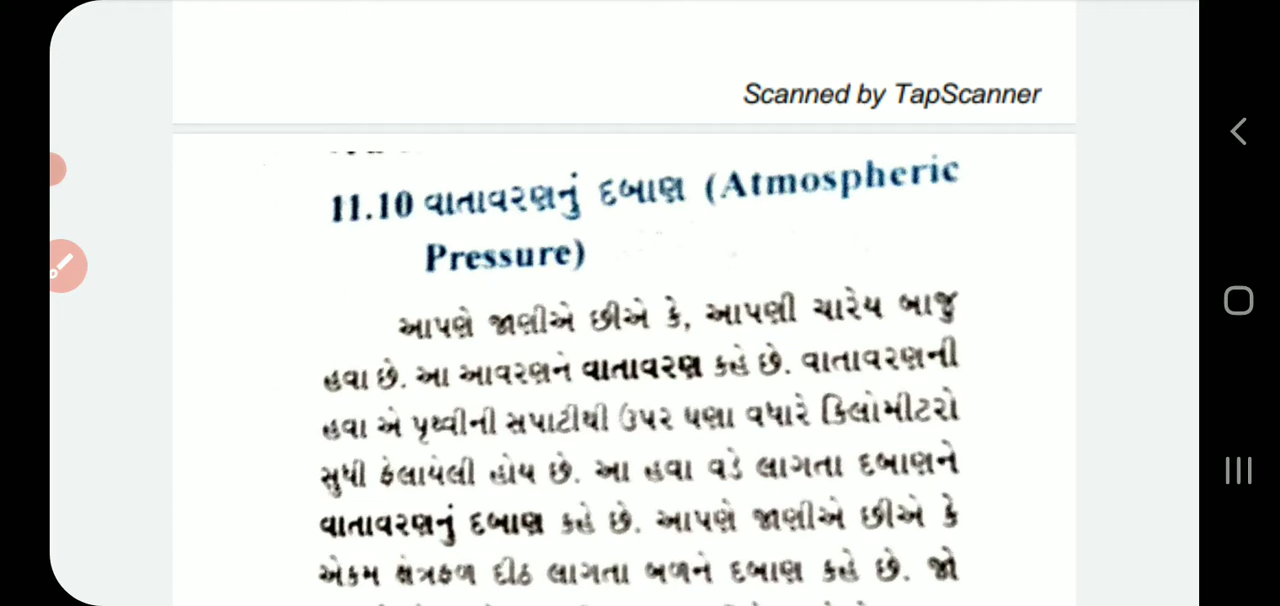 Scanned by TapScanner
11.10 વાતાવરણનું દબાણ (Atmospheric
Pressure)
આપણે જાણીએ છીએ કે, આપણી ચારેય બાજુ
હવા છે. આ આવરણને વાતાવરણ કહે છે. વાતાવરણની
હવા એ પૃથ્વીની સપાટીથી ઉપર ઘણા વધારે કિલોમીટરો
સુધી ફેલાયેલી હોય છે. આ હવા વડે લાગતા દબાણને
વાતાવરણનું દબાણ કહે છે. આપણે જાણીએ છીએ કે
એકમ ક્ષેત્રફળ દીઠ લાગતા બળને દબાણ કહે છે. જો